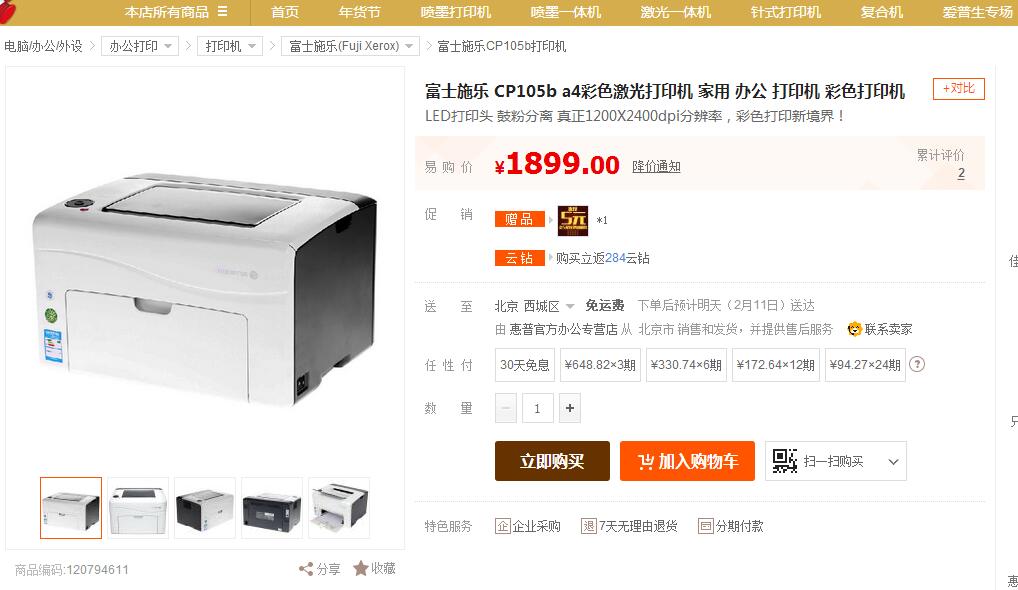 本店所有商品 首页 年货节 喷墨打印机 喷墨一体机 激光一体机 针式打印机 复合机 爱普生专场
电脑/办公/外设 办公打印 打印机 富士施乐(Fuji Xerox) 富士施乐CP105b打印机
富士施乐 CP105b a4彩色激光打印机 家用 办公 打印机 彩色打印机
+对比
LED打印头 鼓粉分离 真正1200X2400dpi分辨率，彩色打印新境界！
易购价 ¥1899.00 降价通知
累计评价
2
促销 赠品 5元 *1
云钻 购买立返284云钻
送至 北京 西城区 免运费 下单后预计明天（2月11日）送达
由 惠普官方办公专营店 从 北京市 销售和发货，并提供售后服务 联系卖家
任性付 30天免息 ¥648.82×3期 ¥330.74×6期 ¥172.64×12期 ¥94.27×24期 ?
数量 − 1 +
立即购买 加入购物车 扫一扫购买
特色服务 企 企业采购 退 7天无理由退货 分期付款
商品编码:120794611 分享 收藏
惠